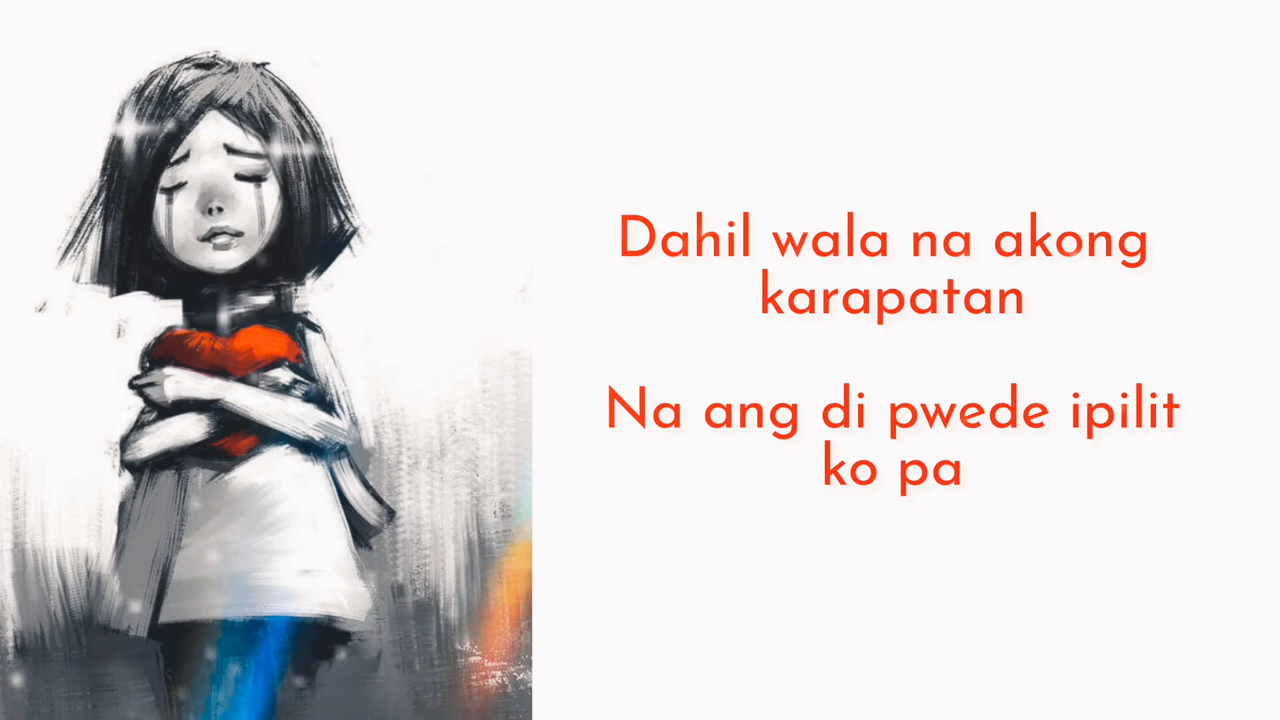 Dahil wala na akong
karapatan
Na ang di pwede ipilit
ko pa